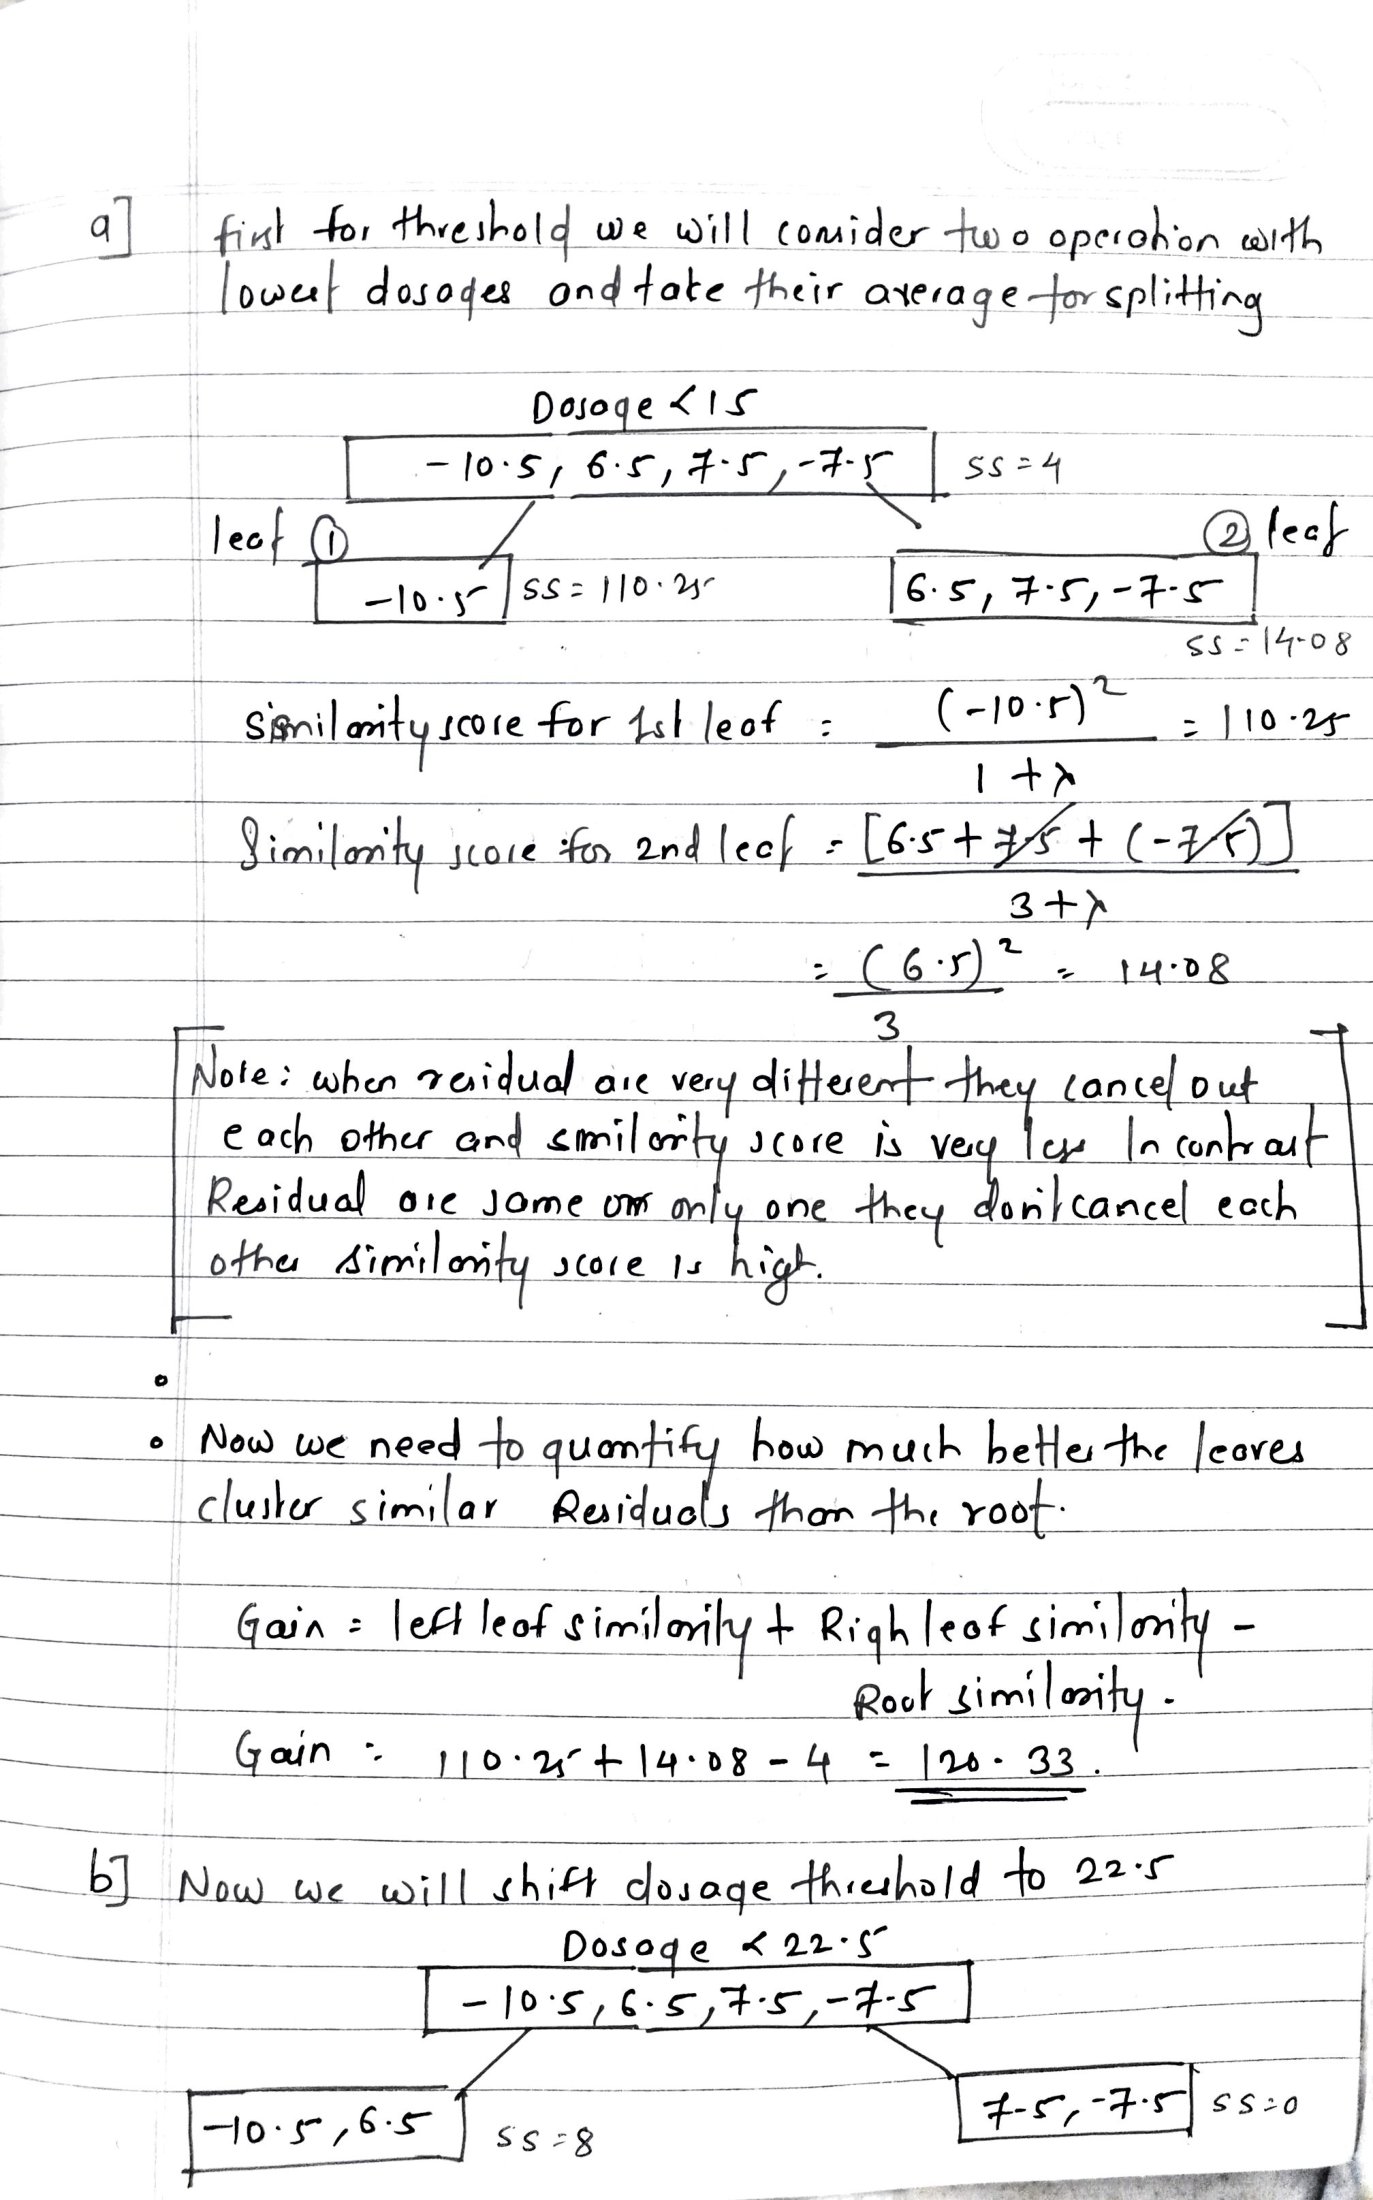 a] first for threshold we will consider two operation with
lowest dosages and take their average for splitting
Dosage < 15
-10.5, 6.5, 7.5, -7.5 SS = 4
leaf ① ② leaf
-10.5 SS = 110.25 6.5, 7.5, -7.5
SS = 14.08
Similarity score for 1st leaf = (-10.5)² = 110.25
1 + λ
Similarity score for 2nd leaf = [6.5 + 7.5 + (-7.5)]
3 + λ
= (6.5)² = 14.08
3
Note: when residual are very different they cancel out
each other and smilarity score is very less In contrast
Residual are same or only one they don't cancel each
other similarity score is high.
• Now we need to quantify how much better the leaves
cluster similar Residuals than the root.
Gain = left leaf similarity + Righ leaf similarity -
Root similarity.
Gain = 110.25 + 14.08 - 4 = 120.33.
b] Now we will shift dosage threshold to 22.5
Dosage < 22.5
-10.5, 6.5, 7.5, -7.5
-10.5, 6.5 SS = 8 7.5, -7.5 SS = 0